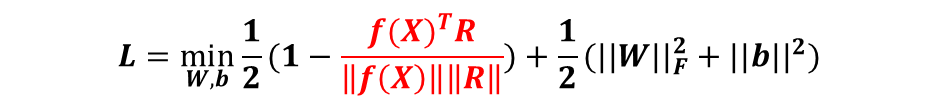 L = min_{W,b} 1/2 (1 − f(X)^T R / ‖f(X)‖‖R‖) + 1/2 (||W||_F^2 + ||b||^2)